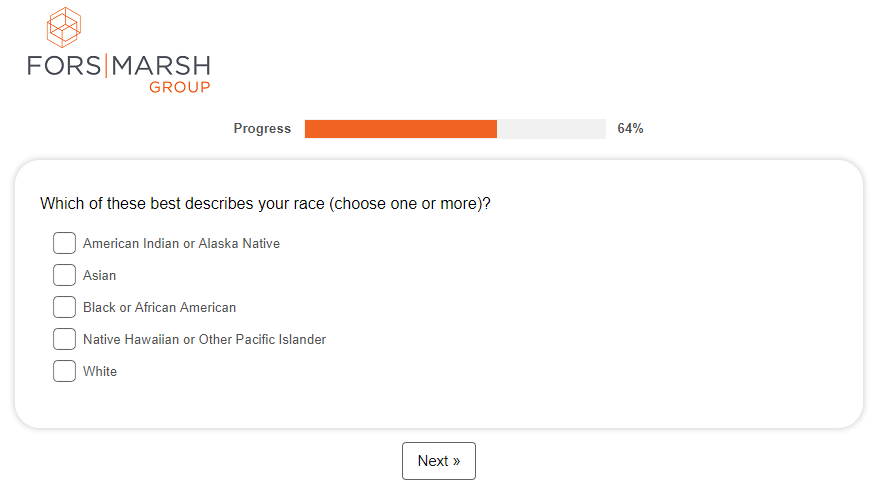 FORS|MARSH
GROUP
Progress 64%
Which of these best describes your race (choose one or more)?
American Indian or Alaska Native
Asian
Black or African American
Native Hawaiian or Other Pacific Islander
White
Next »